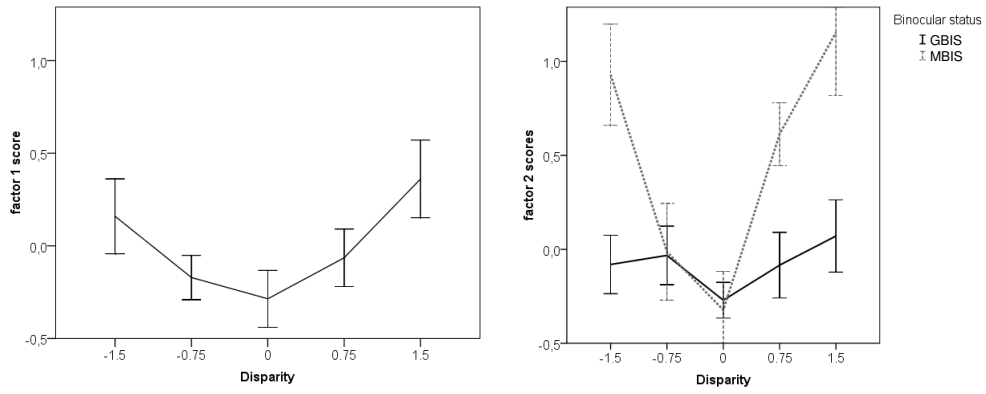 factor 1 score
1,0
0,5
0,0
-0,5
-1.5 -0.75 0 0.75 1.5
Disparity
factor 2 scores
1,0
0,5
0,0
-0,5
-1.5 -0.75 0 0.75 1.5
Disparity
Binocular status
GBIS
MBIS